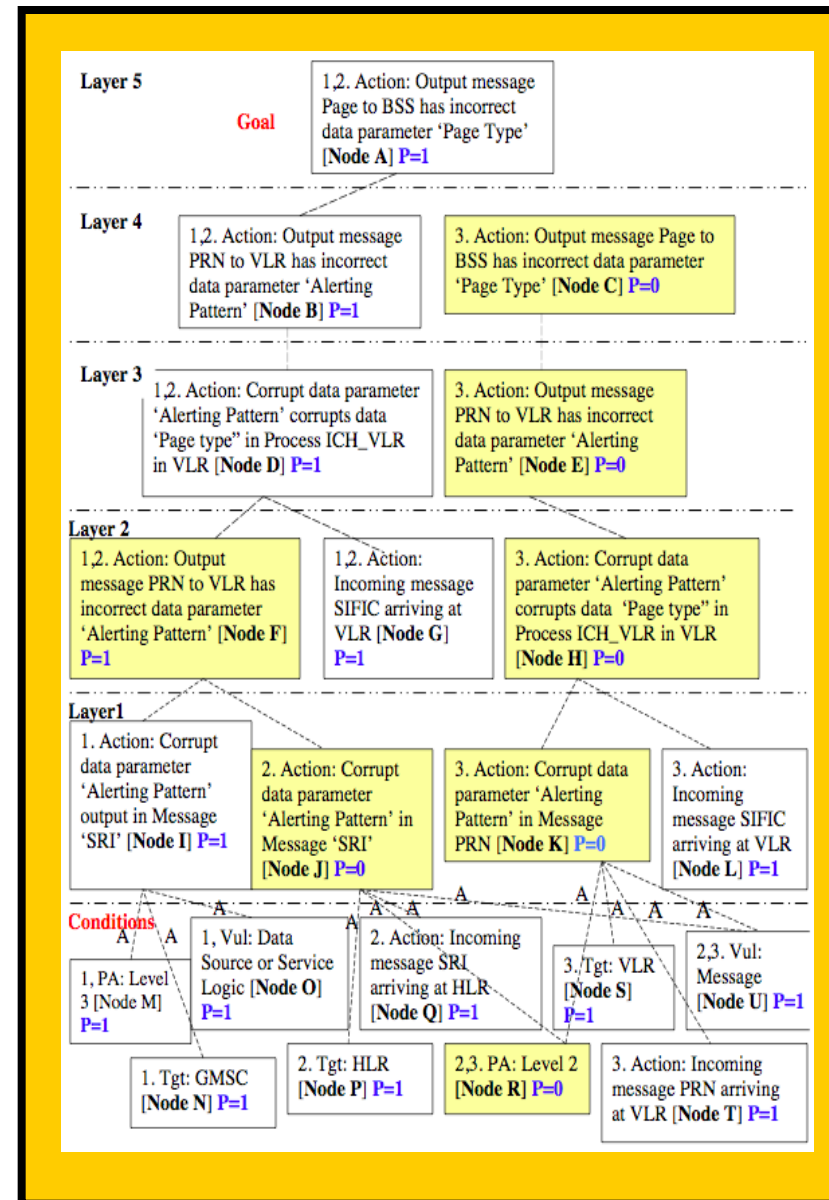 Layer 5
1,2. Action: Output message
Page to BSS has incorrect
data parameter ‘Page Type’
[Node A] P=1
Goal
Layer 4
1,2. Action: Output message
PRN to VLR has incorrect
data parameter ‘Alerting
Pattern’ [Node B] P=1
3. Action: Output message Page to
BSS has incorrect data parameter
‘Page Type’ [Node C] P=0
Layer 3
1,2. Action: Corrupt data parameter
‘Alerting Pattern’ corrupts data
‘Page type” in Process ICH_VLR
in VLR [Node D] P=1
3. Action: Output message
PRN to VLR has incorrect
data parameter ‘Alerting
Pattern’ [Node E] P=0
Layer 2
1,2. Action: Output
message PRN to VLR has
incorrect data parameter
‘Alerting Pattern’ [Node F]
P=1
1,2. Action:
Incoming message
SIFIC arriving at
VLR [Node G]
P=1
3. Action: Corrupt data
parameter ‘Alerting Pattern’
corrupts data ‘Page type” in
Process ICH_VLR in VLR
[Node H] P=0
Layer1
1. Action: Corrupt
data parameter
‘Alerting Pattern’
output in Message
‘SRI’ [Node I] P=1
2. Action: Corrupt
data parameter
‘Alerting Pattern’ in
Message ‘SRI’
[Node J] P=0
3. Action: Corrupt data
parameter ‘Alerting
Pattern’ in Message
PRN [Node K] P=0
3. Action:
Incoming
message SIFIC
arriving at VLR
[Node L] P=1
Conditions
A A A A A A A A A A A A
1, PA: Level
3 [Node M]
P=1
1, Vul: Data
Source or Service
Logic [Node O]
P=1
2. Action: Incoming
message SRI
arriving at HLR
[Node Q] P=1
3. Tgt: VLR
[Node S]
P=1
2,3. Vul:
Message
[Node U] P=1
1. Tgt: GMSC
[Node N] P=1
2. Tgt: HLR
[Node P] P=1
2,3. PA: Level 2
[Node R] P=0
3. Action: Incoming
message PRN arriving
at VLR [Node T] P=1